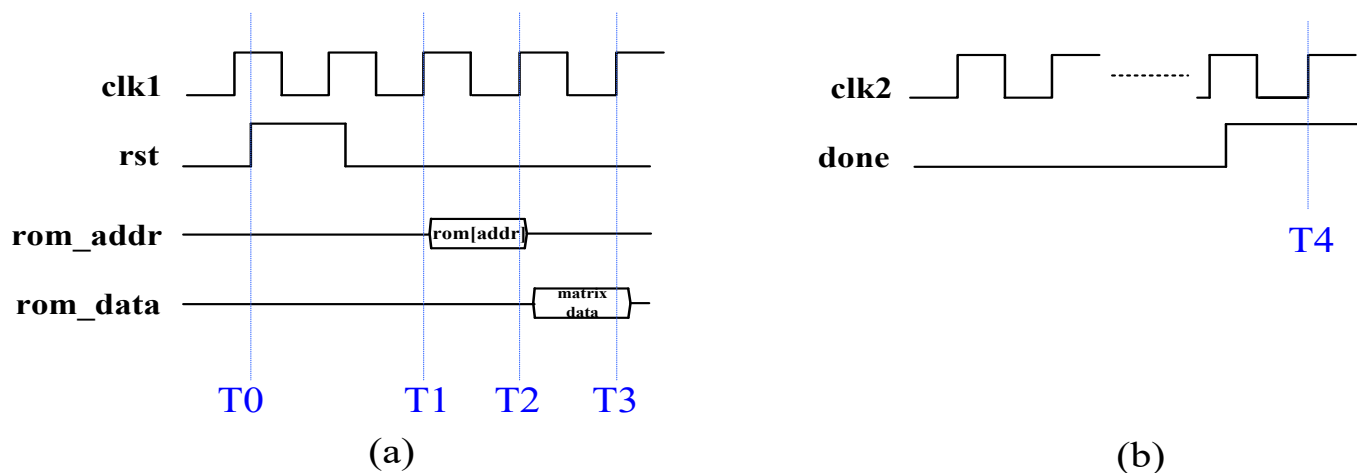 clk1
rst
rom_addr
rom[addr]
rom_data
matrix
data
T0
T1
T2
T3
(a)
clk2
done
T4
(b)